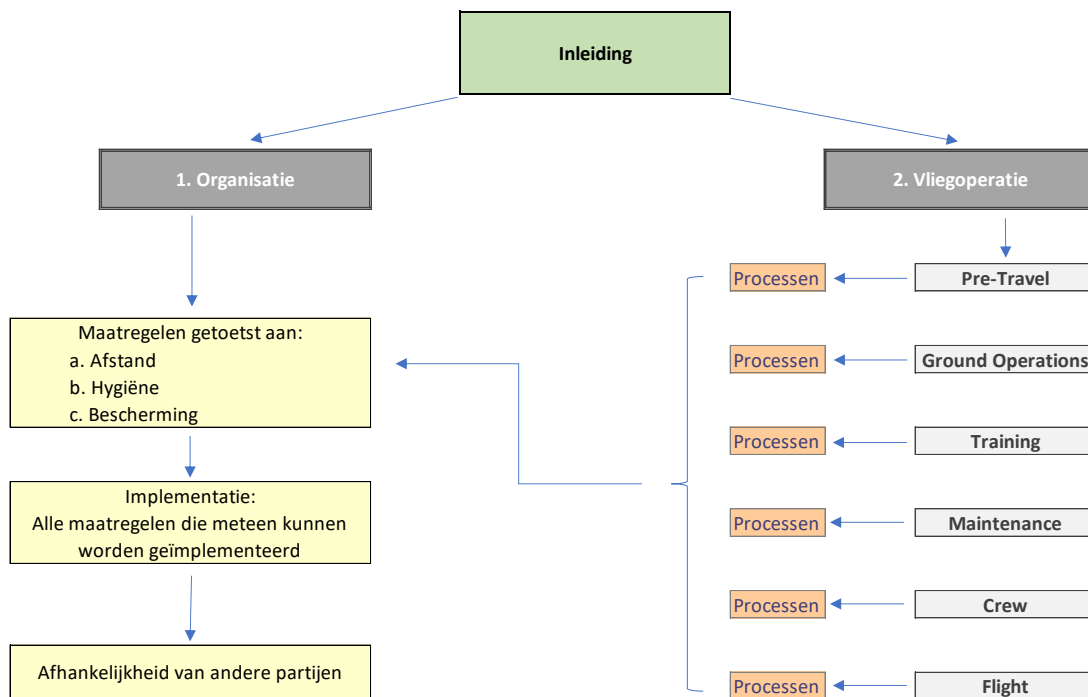 Inleiding
1. Organisatie
2. Vliegoperatie
Maatregelen getoetst aan:
a. Afstand
b. Hygiëne
c. Bescherming
Implementatie:
Alle maatregelen die meteen kunnen
worden geïmplementeerd
Afhankelijkheid van andere partijen
Processen
Pre-Travel
Processen
Ground Operations
Processen
Training
Processen
Maintenance
Processen
Crew
Processen
Flight